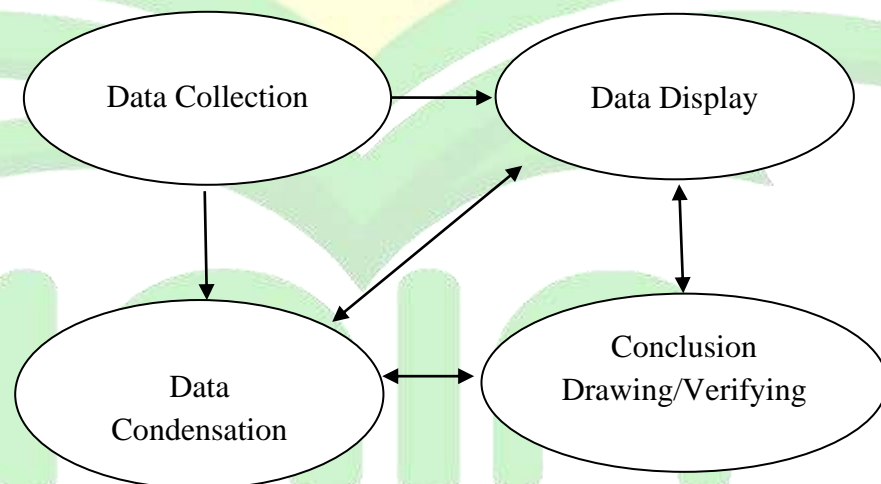 Data Collection
Data Display
Data
Condensation
Conclusion
Drawing/Verifying